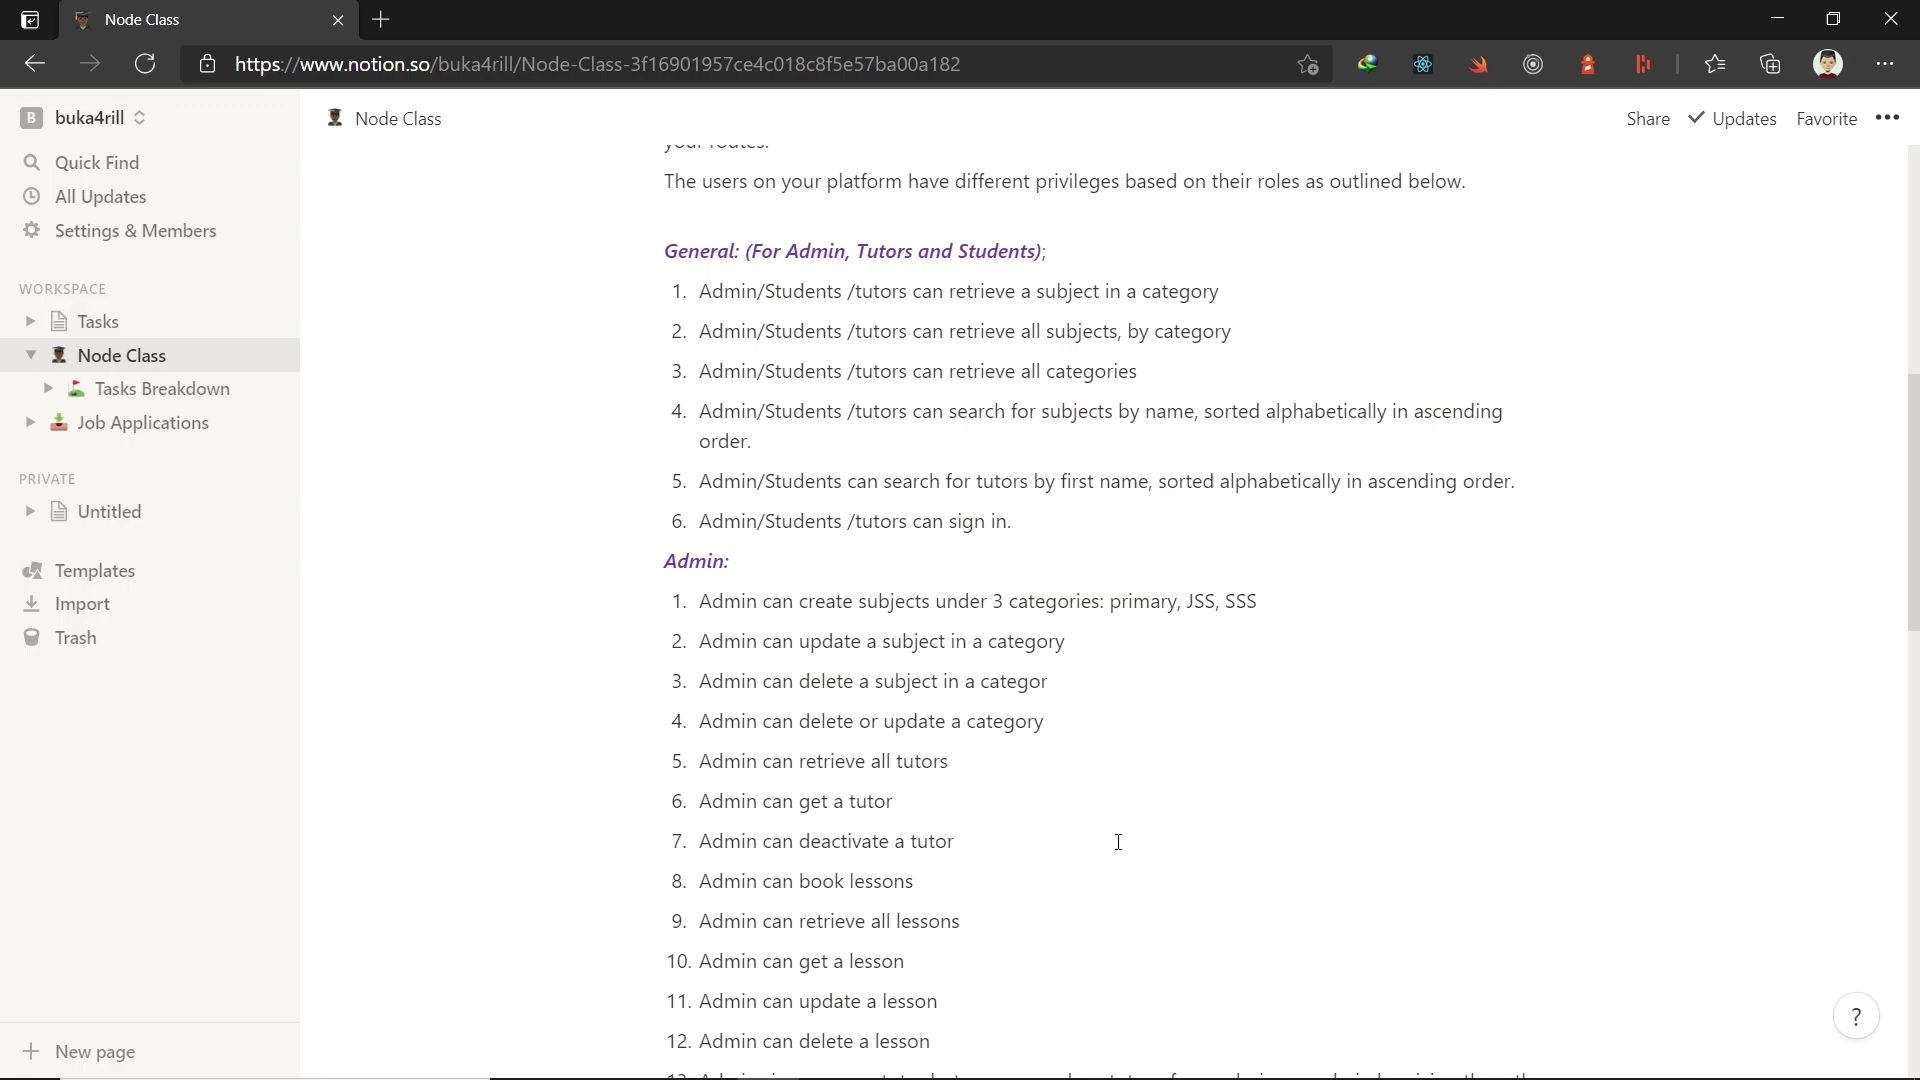 Node Class
https://www.notion.so/buka4rill/Node-Class-3f16901957ce4c018c8f5e57ba00a182
B buka4rill
Quick Find
All Updates
Settings & Members
WORKSPACE
Tasks
Node Class
Tasks Breakdown
Job Applications
PRIVATE
Untitled
Templates
Import
Trash
New page
Node Class
Share
Updates
Favorite
your routes.
The users on your platform have different privileges based on their roles as outlined below.
General: (For Admin, Tutors and Students);
1. Admin/Students /tutors can retrieve a subject in a category
2. Admin/Students /tutors can retrieve all subjects, by category
3. Admin/Students /tutors can retrieve all categories
4. Admin/Students /tutors can search for subjects by name, sorted alphabetically in ascending
order.
5. Admin/Students can search for tutors by first name, sorted alphabetically in ascending order.
6. Admin/Students /tutors can sign in.
Admin:
1. Admin can create subjects under 3 categories: primary, JSS, SSS
2. Admin can update a subject in a category
3. Admin can delete a subject in a categor
4. Admin can delete or update a category
5. Admin can retrieve all tutors
6. Admin can get a tutor
7. Admin can deactivate a tutor
8. Admin can book lessons
9. Admin can retrieve all lessons
10. Admin can get a lesson
11. Admin can update a lesson
12. Admin can delete a lesson
?